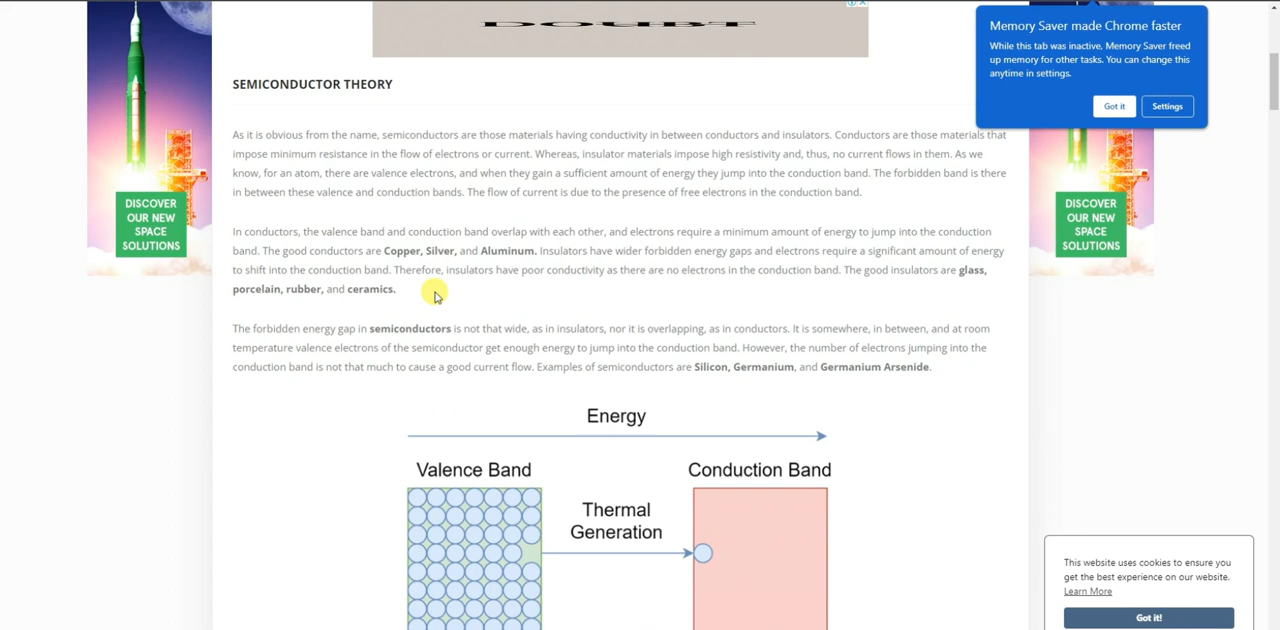 DOUBT
Memory Saver made Chrome faster
While this tab was inactive, Memory Saver freed
up memory for other tasks. You can change this
anytime in settings.
Got it
Settings
SEMICONDUCTOR THEORY
As it is obvious from the name, semiconductors are those materials having conductivity in between conductors and insulators. Conductors are those materials that
impose minimum resistance in the flow of electrons or current. Whereas, insulator materials impose high resistivity and, thus, no current flows in them. As we
know, for an atom, there are valence electrons, and when they gain a sufficient amount of energy they jump into the conduction band. The forbidden band is there
in between these valence and conduction bands. The flow of current is due to the presence of free electrons in the conduction band.
DISCOVER
OUR NEW
SPACE
SOLUTIONS
DISCOVER
OUR NEW
SPACE
SOLUTIONS
In conductors, the valence band and conduction band overlap with each other, and electrons require a minimum amount of energy to jump into the conduction
band. The good conductors are Copper, Silver, and Aluminum. Insulators have wider forbidden energy gaps and electrons require a significant amount of energy
to shift into the conduction band. Therefore, insulators have poor conductivity as there are no electrons in the conduction band. The good insulators are glass,
porcelain, rubber, and ceramics.
The forbidden energy gap in semiconductors is not that wide, as in insulators, nor it is overlapping, as in conductors. It is somewhere, in between, and at room
temperature valence electrons of the semiconductor get enough energy to jump into the conduction band. However, the number of electrons jumping into the
conduction band is not that much to cause a good current flow. Examples of semiconductors are Silicon, Germanium, and Germanium Arsenide.
Energy
Valence Band
Conduction Band
Thermal
Generation
This website uses cookies to ensure you
get the best experience on our website.
Learn More
Got it!